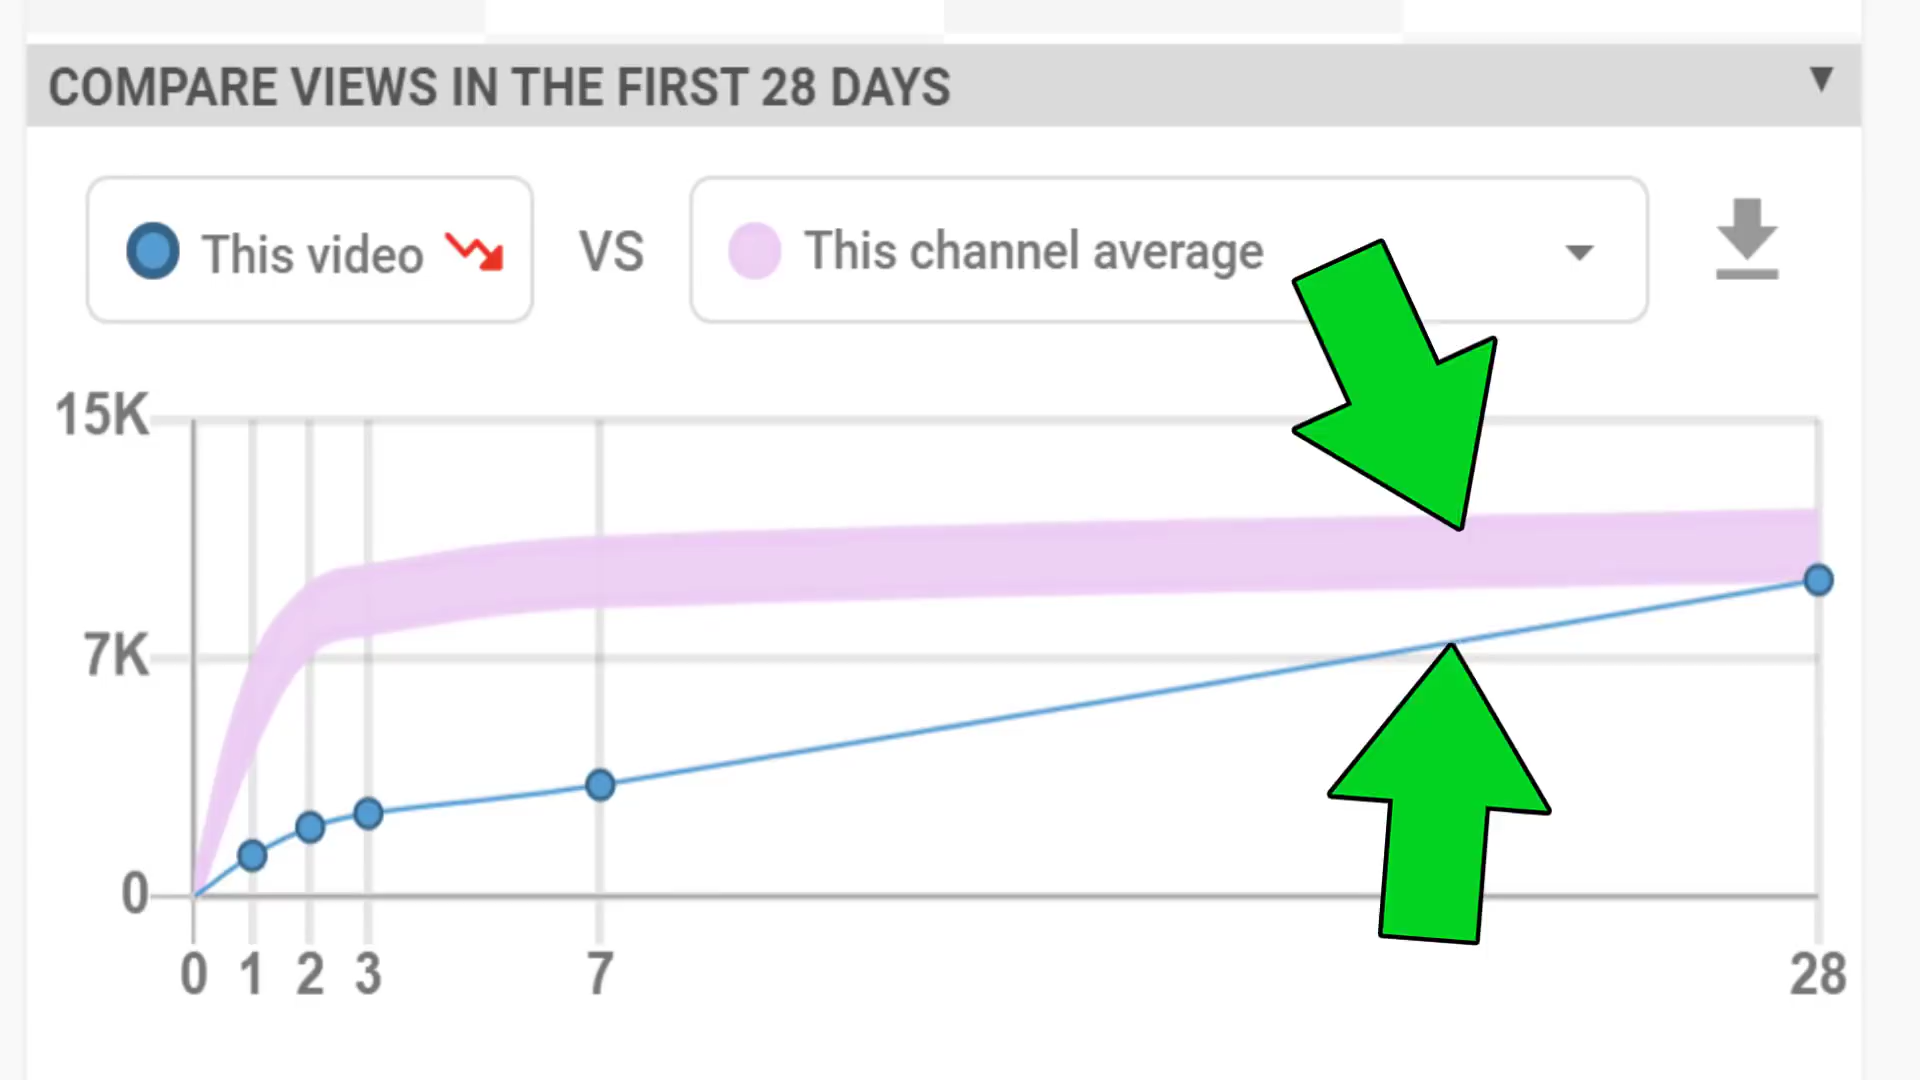 COMPARE VIEWS IN THE FIRST 28 DAYS
This video VS This channel average
15K
7K
0
0 1 2 3 7 28